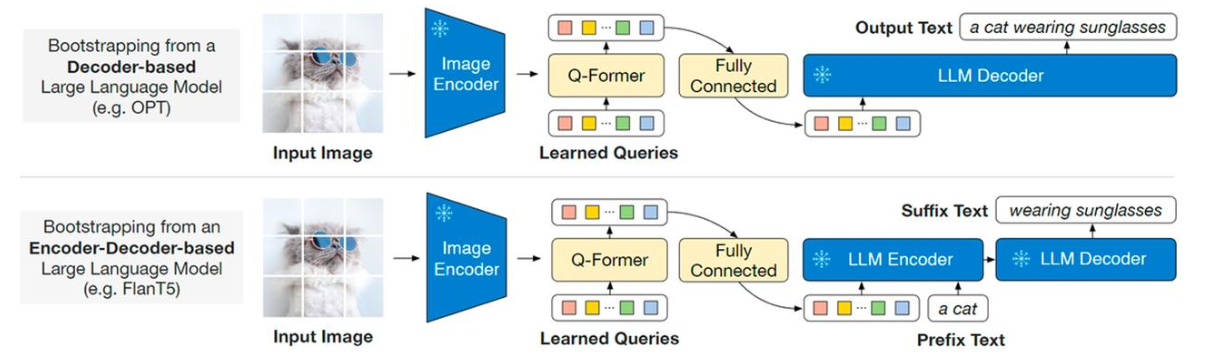 Bootstrapping from a
Decoder-based
Large Language Model
(e.g. OPT)
Input Image
Image
Encoder
Q-Former
Learned Queries
Fully
Connected
Output Text
a cat wearing sunglasses
LLM Decoder
Bootstrapping from an
Encoder-Decoder-based
Large Language Model
(e.g. FlanT5)
Input Image
Image
Encoder
Q-Former
Learned Queries
Fully
Connected
Suffix Text
wearing sunglasses
LLM Encoder
LLM Decoder
a cat
Prefix Text